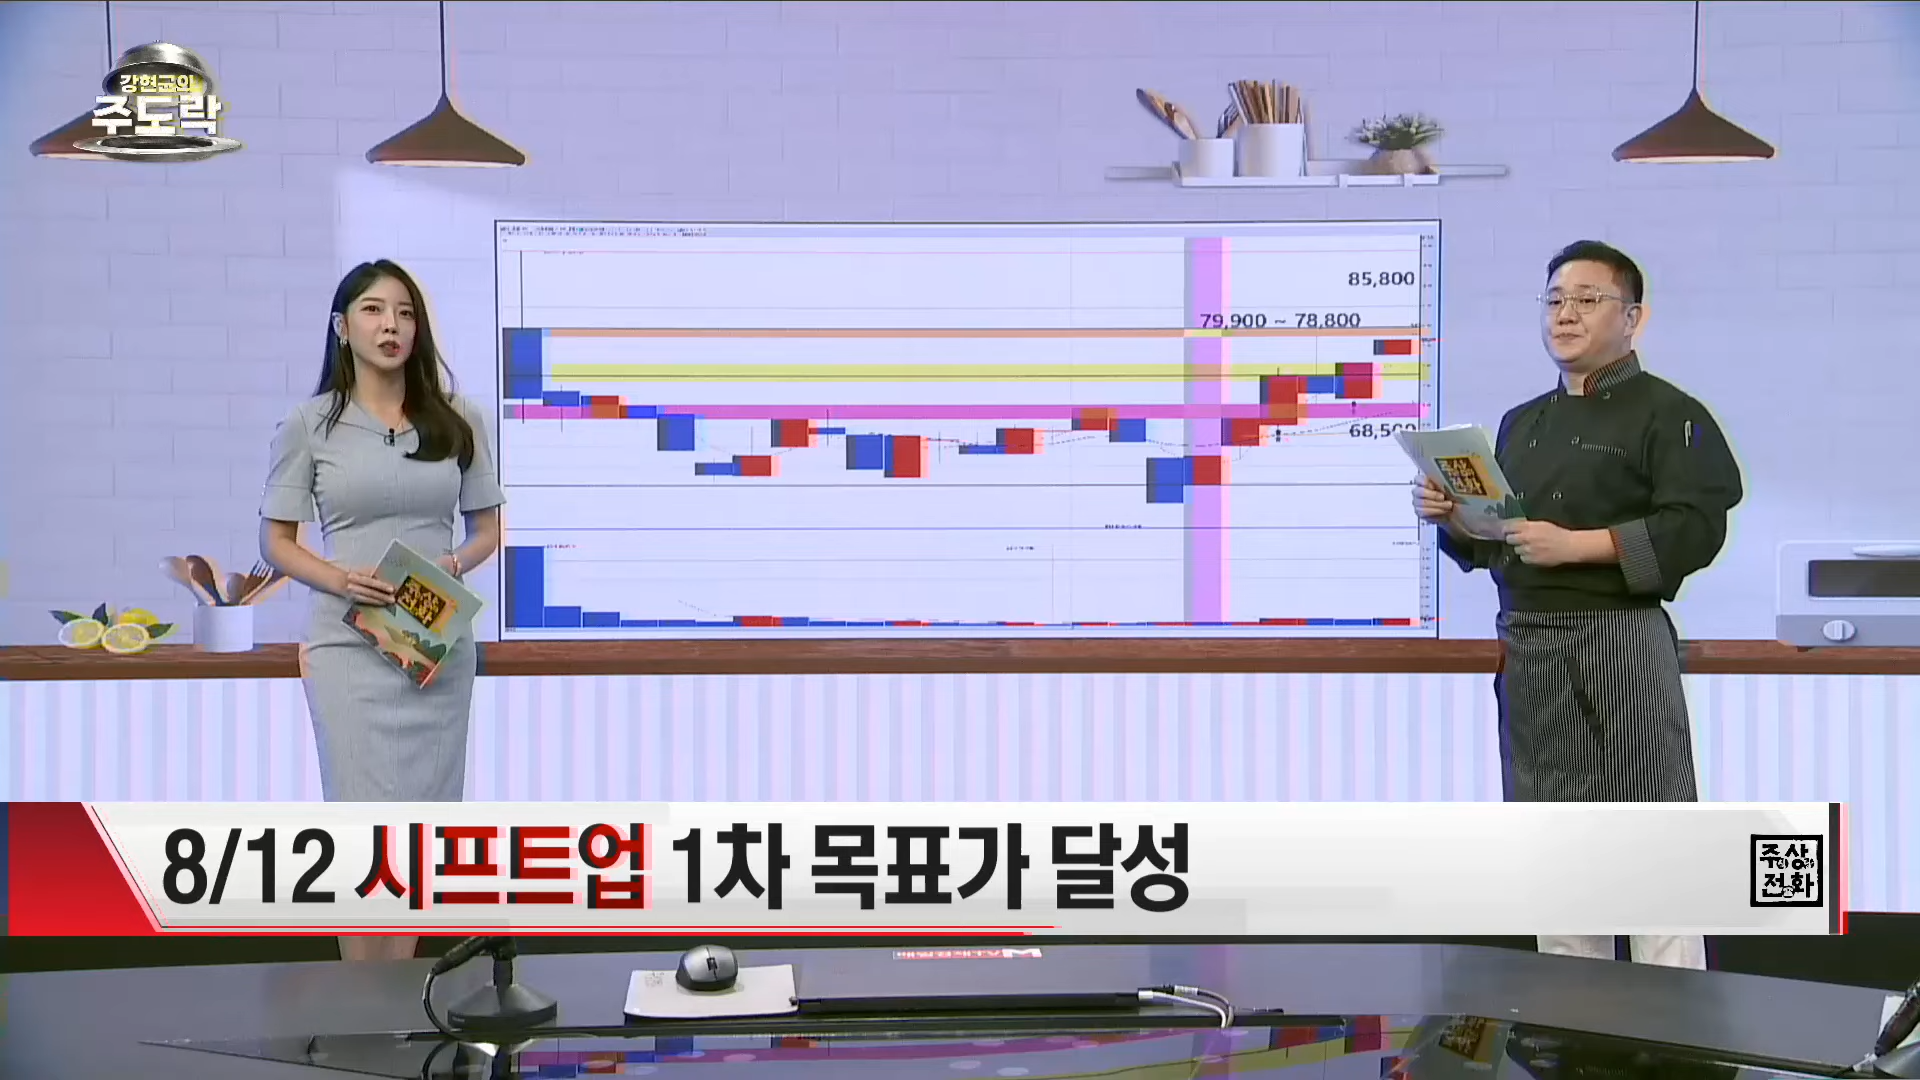 강현균의
주도락
85,800
79,900 ~ 78,800
68,500
8/12 시프트업 1차 목표가 달성
주상
전화